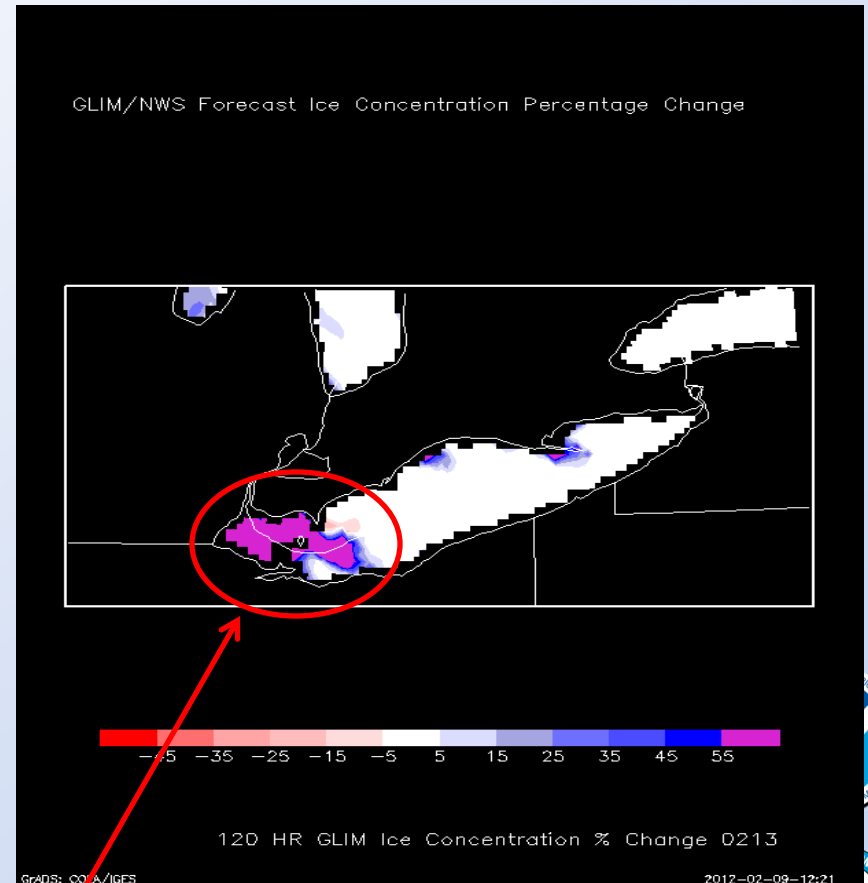 GLIM/NWS Forecast Ice Concentration Percentage Change
-45 -35 -25 -15 -5 5 15 25 35 45 55
120 HR GLIM Ice Concentration % Change 0213
GrADS: COLA/IGES 2012-02-09-12:21